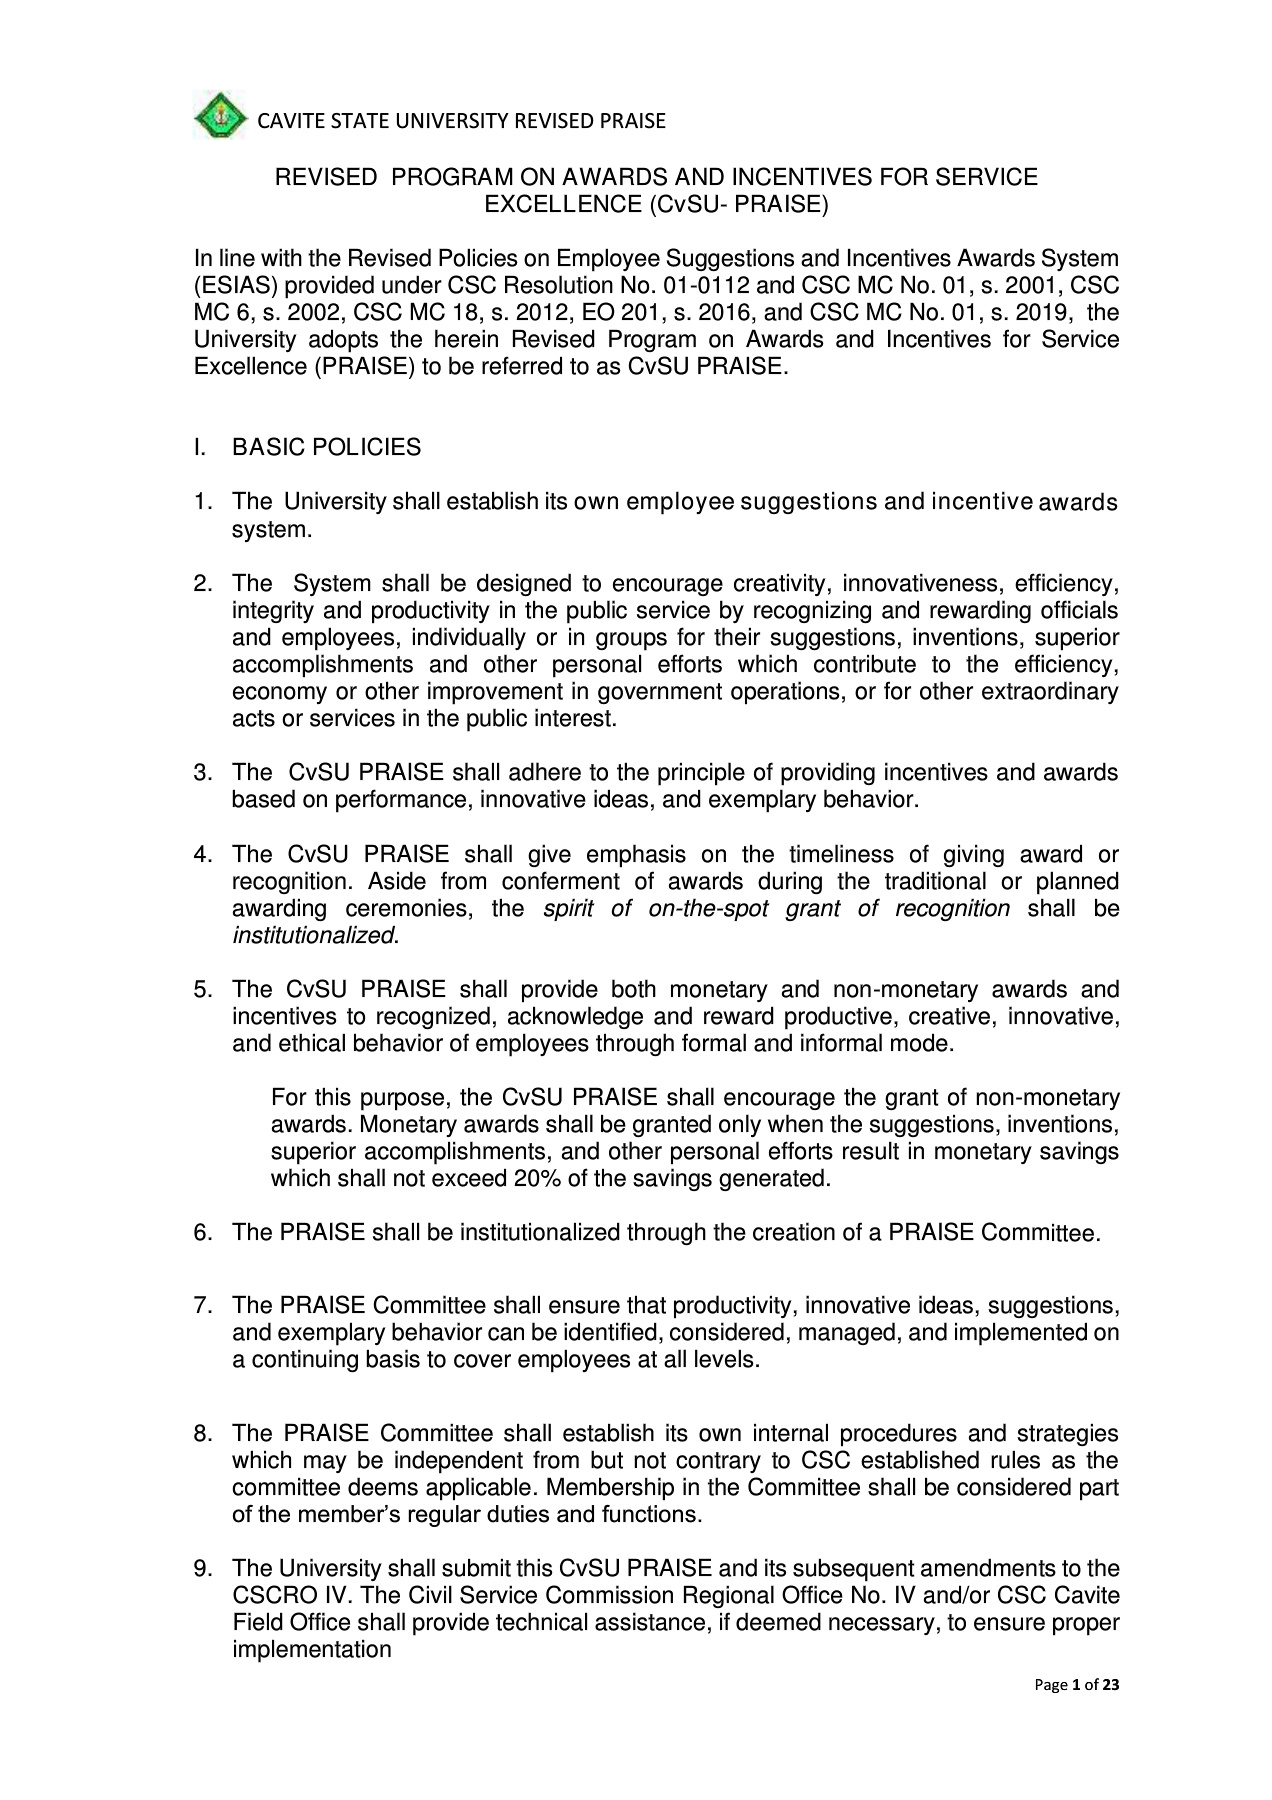 CAVITE STATE UNIVERSITY REVISED PRAISE
REVISED PROGRAM ON AWARDS AND INCENTIVES FOR SERVICE
EXCELLENCE (CvSU- PRAISE)
In line with the Revised Policies on Employee Suggestions and Incentives Awards System
(ESIAS) provided under CSC Resolution No. 01-0112 and CSC MC No. 01, s. 2001, CSC
MC 6, s. 2002, CSC MC 18, s. 2012, EO 201, s. 2016, and CSC MC No. 01, s. 2019, the
University adopts the herein Revised Program on Awards and Incentives for Service
Excellence (PRAISE) to be referred to as CvSU PRAISE.
I. BASIC POLICIES
1. The University shall establish its own employee suggestions and incentive awards
system.
2. The System shall be designed to encourage creativity, innovativeness, efficiency,
integrity and productivity in the public service by recognizing and rewarding officials
and employees, individually or in groups for their suggestions, inventions, superior
accomplishments and other personal efforts which contribute to the efficiency,
economy or other improvement in government operations, or for other extraordinary
acts or services in the public interest.
3. The CvSU PRAISE shall adhere to the principle of providing incentives and awards
based on performance, innovative ideas, and exemplary behavior.
4. The CvSU PRAISE shall give emphasis on the timeliness of giving award or
recognition. Aside from conferment of awards during the traditional or planned
awarding ceremonies, the spirit of on-the-spot grant of recognition shall be
institutionalized.
5. The CvSU PRAISE shall provide both monetary and non-monetary awards and
incentives to recognized, acknowledge and reward productive, creative, innovative,
and ethical behavior of employees through formal and informal mode.
For this purpose, the CvSU PRAISE shall encourage the grant of non-monetary
awards. Monetary awards shall be granted only when the suggestions, inventions,
superior accomplishments, and other personal efforts result in monetary savings
which shall not exceed 20% of the savings generated.
6. The PRAISE shall be institutionalized through the creation of a PRAISE Committee.
7. The PRAISE Committee shall ensure that productivity, innovative ideas, suggestions,
and exemplary behavior can be identified, considered, managed, and implemented on
a continuing basis to cover employees at all levels.
8. The PRAISE Committee shall establish its own internal procedures and strategies
which may be independent from but not contrary to CSC established rules as the
committee deems applicable. Membership in the Committee shall be considered part
of the member’s regular duties and functions.
9. The University shall submit this CvSU PRAISE and its subsequent amendments to the
CSCRO IV. The Civil Service Commission Regional Office No. IV and/or CSC Cavite
Field Office shall provide technical assistance, if deemed necessary, to ensure proper
implementation
Page 1 of 23